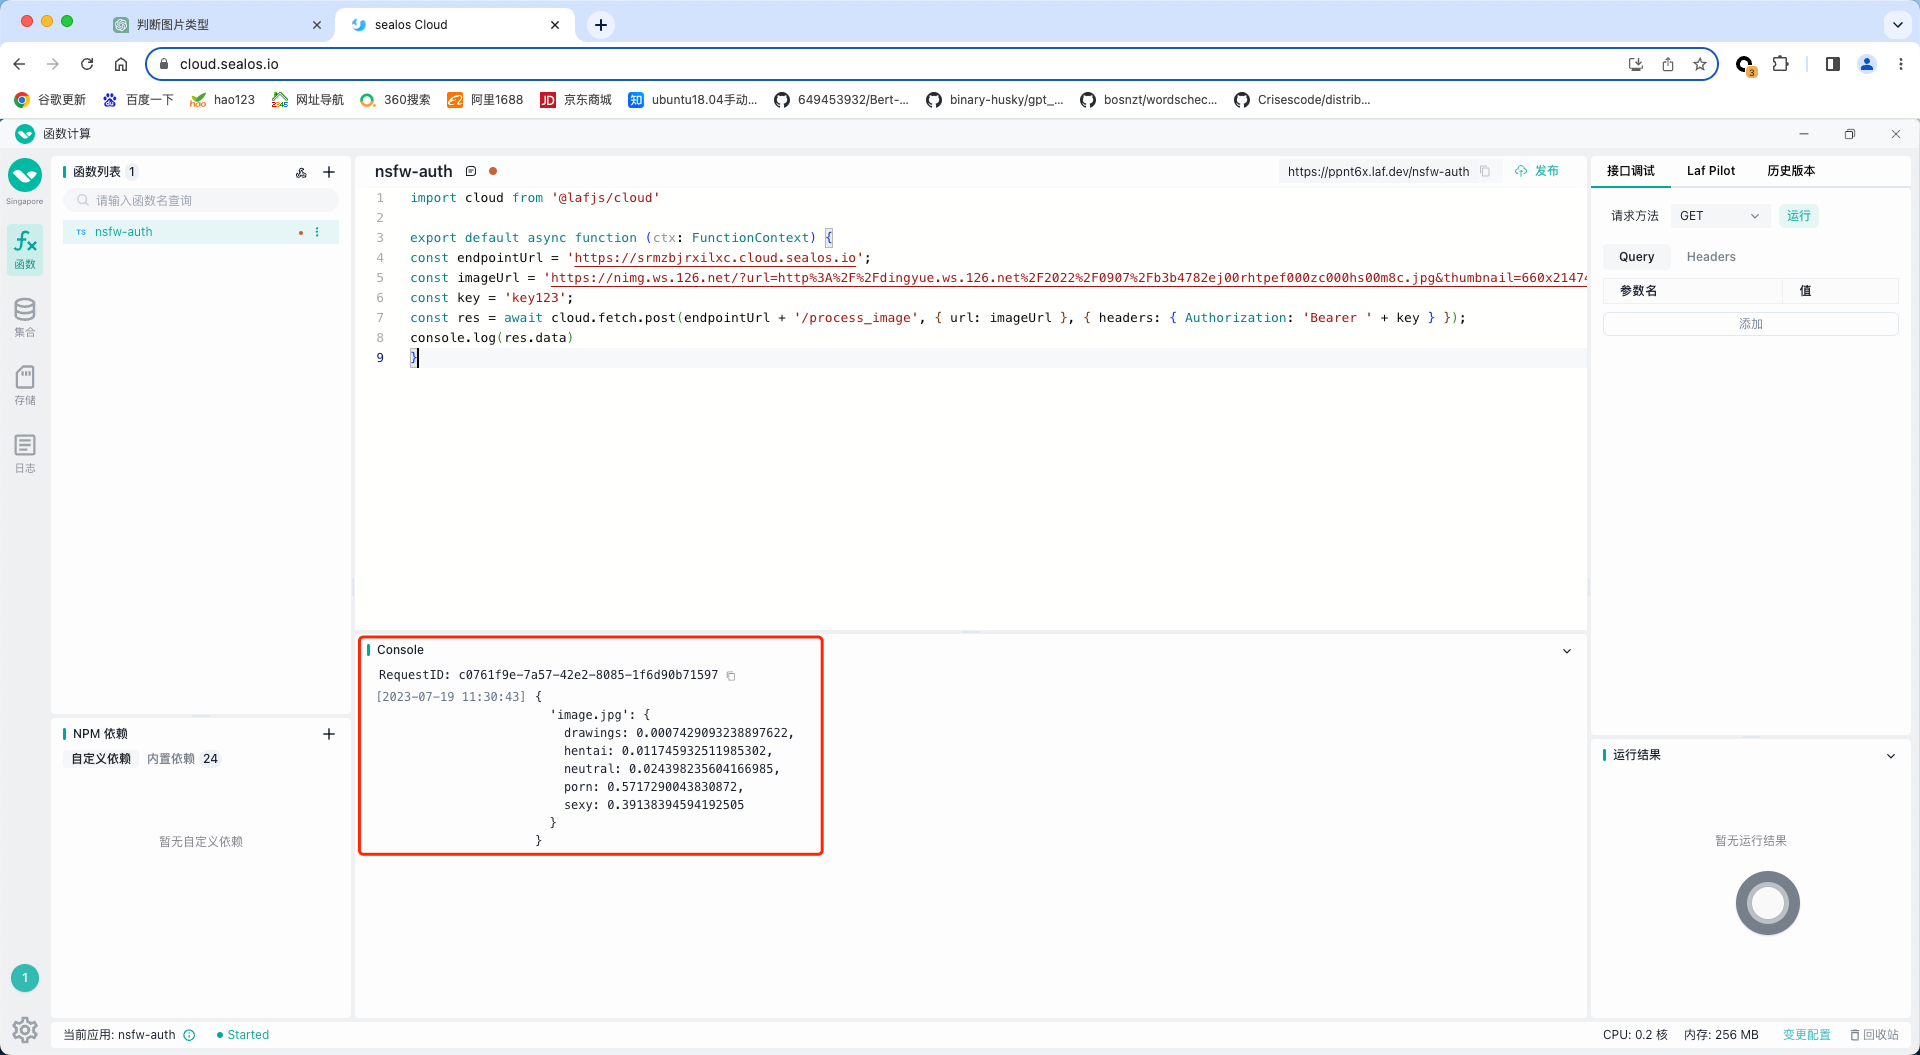 判断图片类型
sealos Cloud
cloud.sealos.io
3
谷歌更新
百度一下
hao123
网址导航
360搜索
阿里1688
京东商城
ubuntu18.04手动...
649453932/Bert-...
binary-husky/gpt_...
bosnzt/wordschec...
Crisescode/distrib...
函数计算
Singapore
函数
集合
存储
日志
1
函数列表 1
请输入函数名查询
TS nsfw-auth
NPM 依赖
自定义依赖 内置依赖 24
暂无自定义依赖
nsfw-auth
https://ppnt6x.laf.dev/nsfw-auth
发布
1 import cloud from '@lafjs/cloud'
2
3 export default async function (ctx: FunctionContext) {
4 const endpointUrl = 'https://srmzbjrxilxc.cloud.sealos.io';
5 const imageUrl = 'https://nimg.ws.126.net/?url=http%3A%2F%2Fdingyue.ws.126.net%2F2022%2F0907%2Fb3b4782ej00rhtpef000zc000hs00m8c.jpg&thumbnail=660x2147
6 const key = 'key123';
7 const res = await cloud.fetch.post(endpointUrl + '/process_image', { url: imageUrl }, { headers: { Authorization: 'Bearer ' + key } });
8 console.log(res.data)
9 }
Console
RequestID: c0761f9e-7a57-42e2-8085-1f6d90b71597
[2023-07-19 11:30:43] {
'image.jpg': {
drawings: 0.0007429093238897622,
hentai: 0.011745932511985302,
neutral: 0.024398235604166985,
porn: 0.5717290043830872,
sexy: 0.39138394594192505
}
}
接口调试 Laf Pilot 历史版本
请求方法 GET 运行
Query Headers
参数名 值
添加
运行结果
暂无运行结果
当前应用: nsfw-auth
Started
CPU: 0.2 核 内存: 256 MB 变更配置 回收站